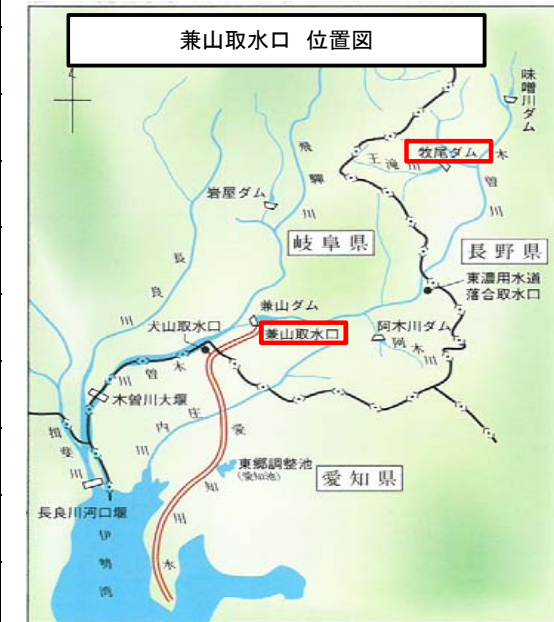 兼山取水口 位置図
味噌川ダム
牧尾ダム
王滝川
木曽川
飛驒川
岩屋ダム
岐阜県
長野県
長良川
東濃用水道
落合取水口
兼山ダム
犬山取水口
兼山取水口
阿木川ダム
阿木川
木曽川
木曽川大堰
庄内川
揖斐川
愛知用水
東郷調整池
(愛知池)
愛知県
長良川河口堰
伊勢湾